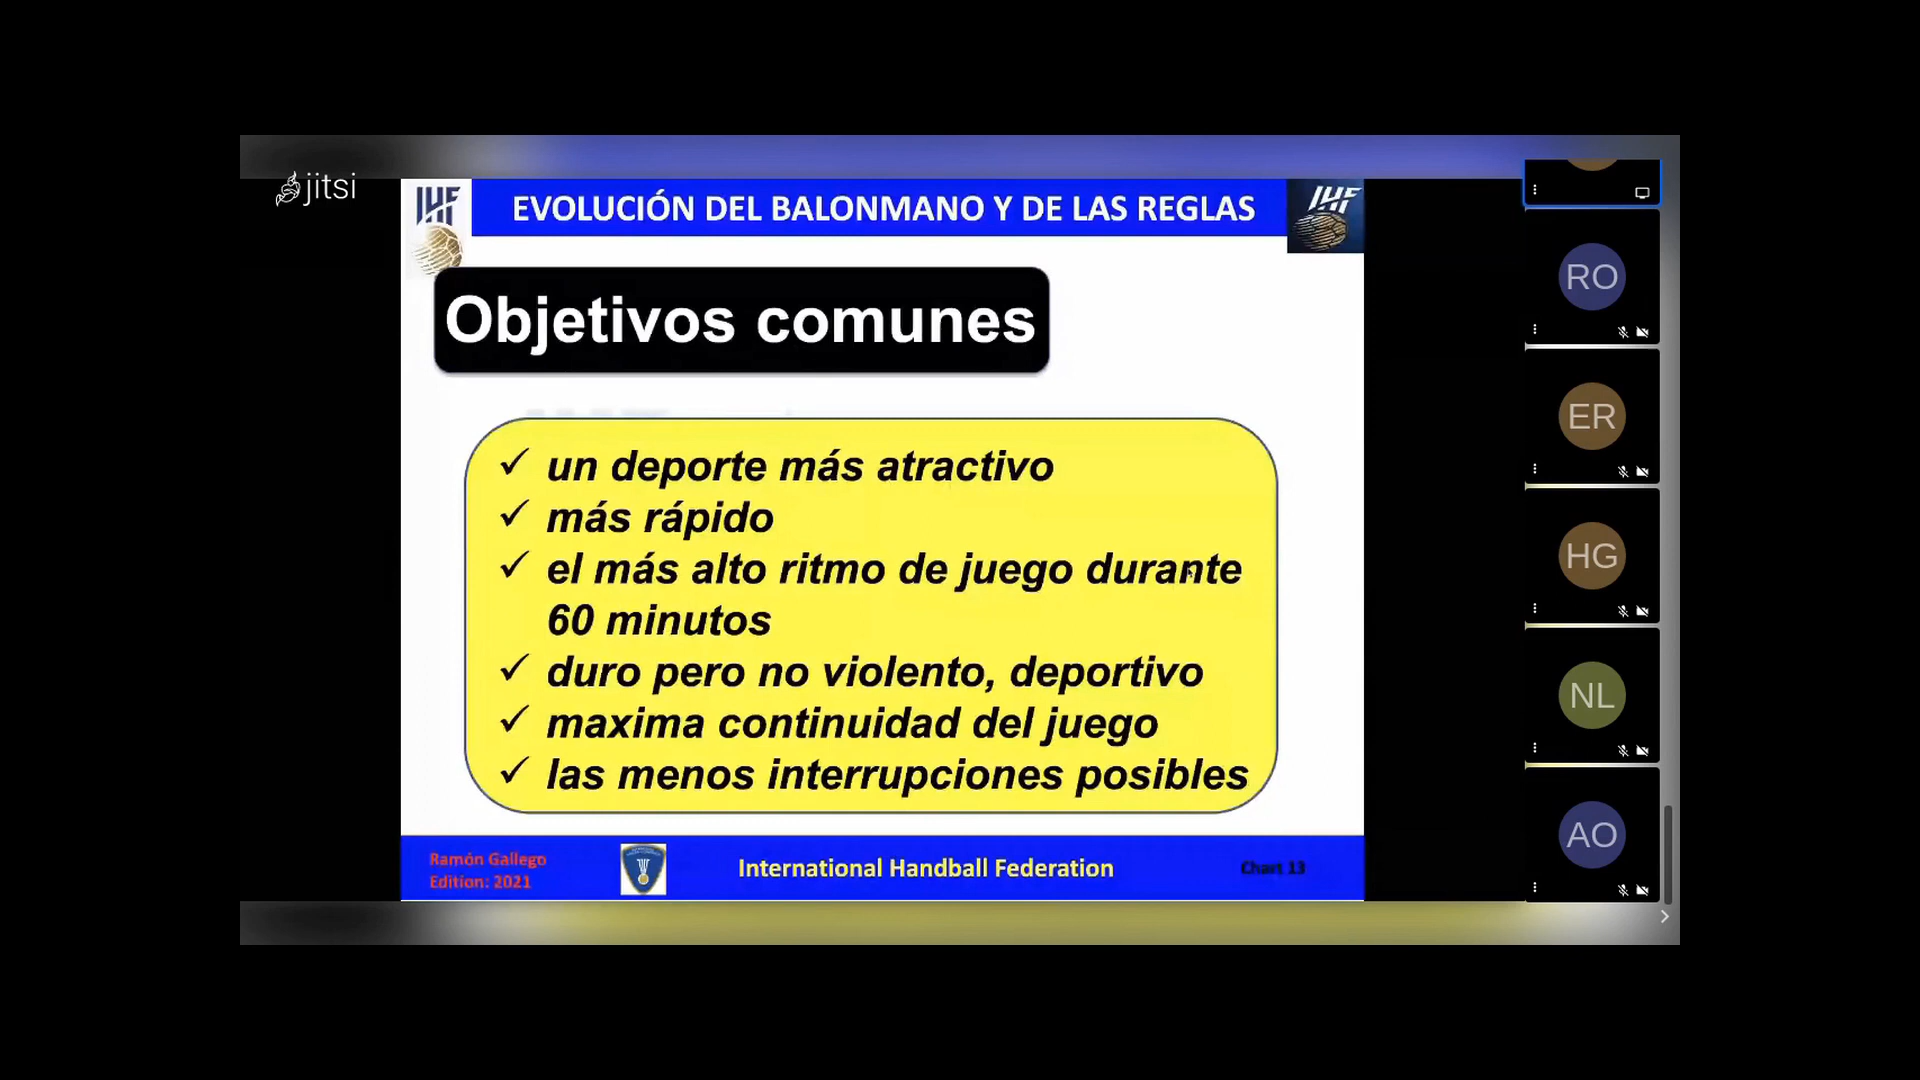 jitsi
IHF
EVOLUCIÓN DEL BALONMANO Y DE LAS REGLAS
IHF
Objetivos comunes
✓ un deporte más atractivo
✓ más rápido
✓ el más alto ritmo de juego durante
60 minutos
✓ duro pero no violento, deportivo
✓ maxima continuidad del juego
✓ las menos interrupciones posibles
Ramón Gallego
Edition: 2021
International Handball Federation
Chart 13
RO
ER
HG
NL
AO